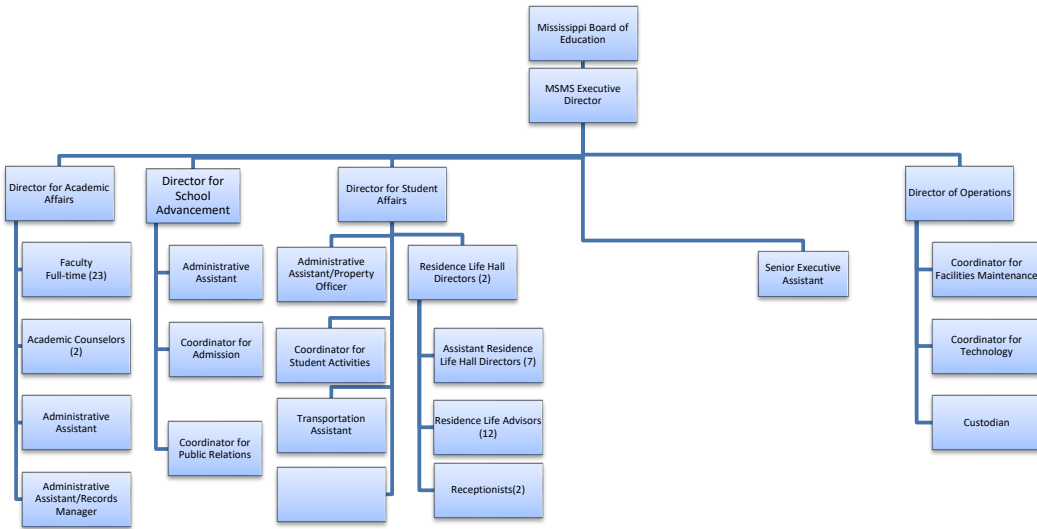 Mississippi Board of
Education
MSMS Executive
Director
Director for Academic
Affairs
Director for
School
Advancement
Director for Student
Affairs
Director of Operations
Faculty
Full-time (23)
Administrative
Assistant
Administrative
Assistant/Property
Officer
Residence Life Hall
Directors (2)
Senior Executive
Assistant
Coordinator for
Facilities Maintenance
Academic Counselors
(2)
Coordinator for
Admission
Coordinator for
Student Activities
Assistant Residence
Life Hall Directors (7)
Coordinator for
Technology
Administrative
Assistant
Coordinator for
Public Relations
Transportation
Assistant
Residence Life Advisors
(12)
Custodian
Administrative
Assistant/Records
Manager
Receptionists(2)